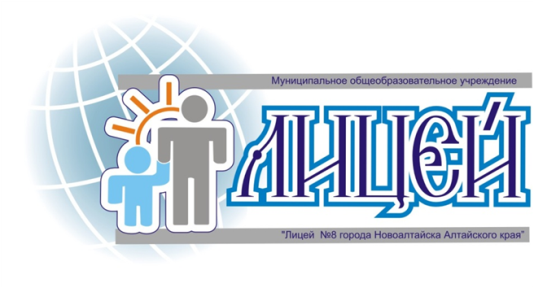 Муниципальное общеобразовательное учреждение
ЛИЦЕЙ
"Лицей №8 города Новоалтайска Алтайского края"